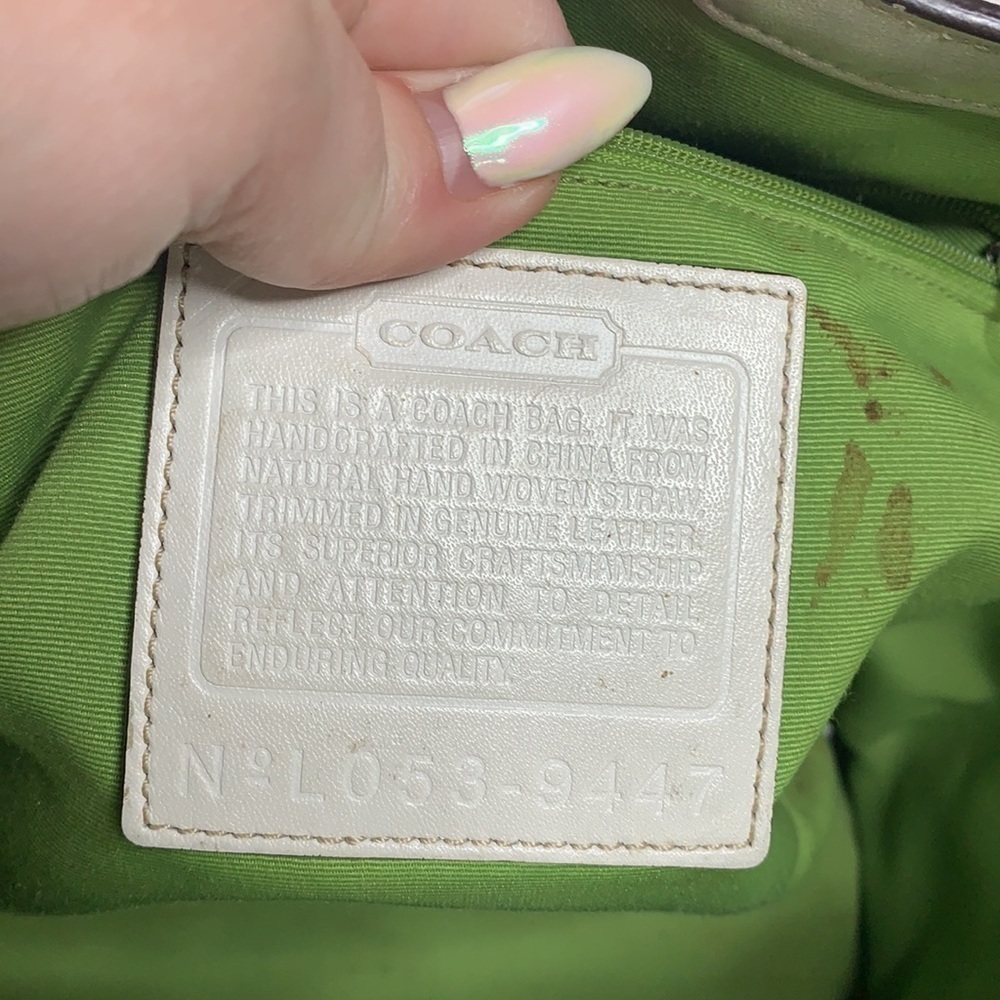 COACH
THIS IS A COACH BAG. IT WAS
HANDCRAFTED IN CHINA FROM
NATURAL HAND WOVEN STRAW,
TRIMMED IN GENUINE LEATHER.
ITS SUPERIOR CRAFTSMANSHIP
AND ATTENTION TO DETAIL
REFLECT OUR COMMITMENT TO
ENDURING QUALITY.
Nº L053-9447